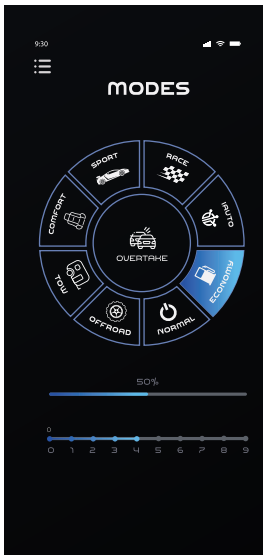 9:30
MODES
SPORT
RACE
COMFORT
IAUTO
OVERTAKE
TOW
ECONOMY
OFFROAD
NORMAL
50%
0
0 1 2 3 4 5 6 7 8 9